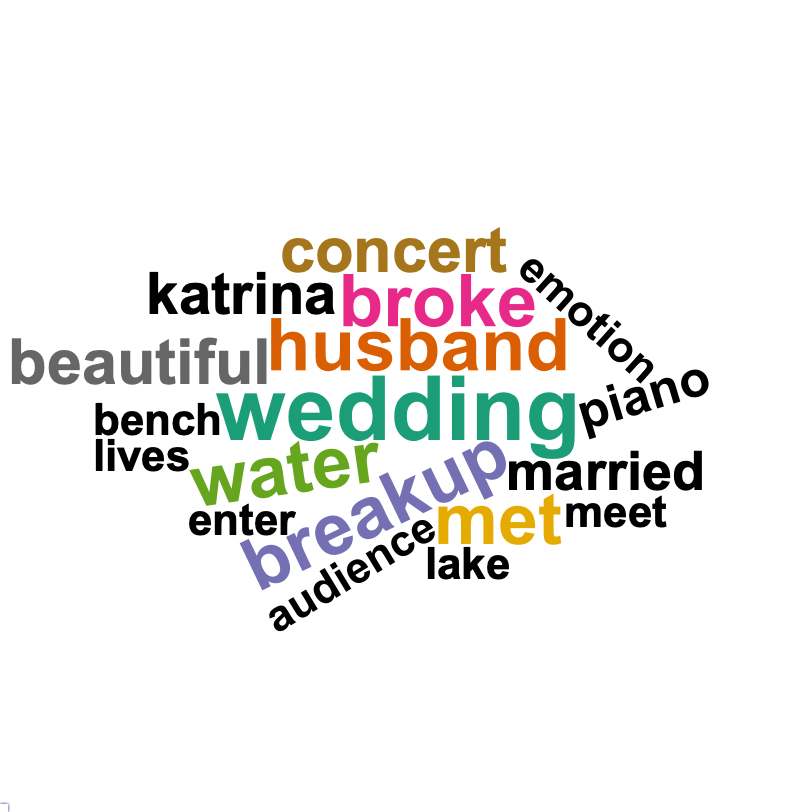 concert
emotion
katrina
broke
husband
beautiful
wedding
piano
bench
lives
water
breakup
married
met
meet
enter
audience
lake